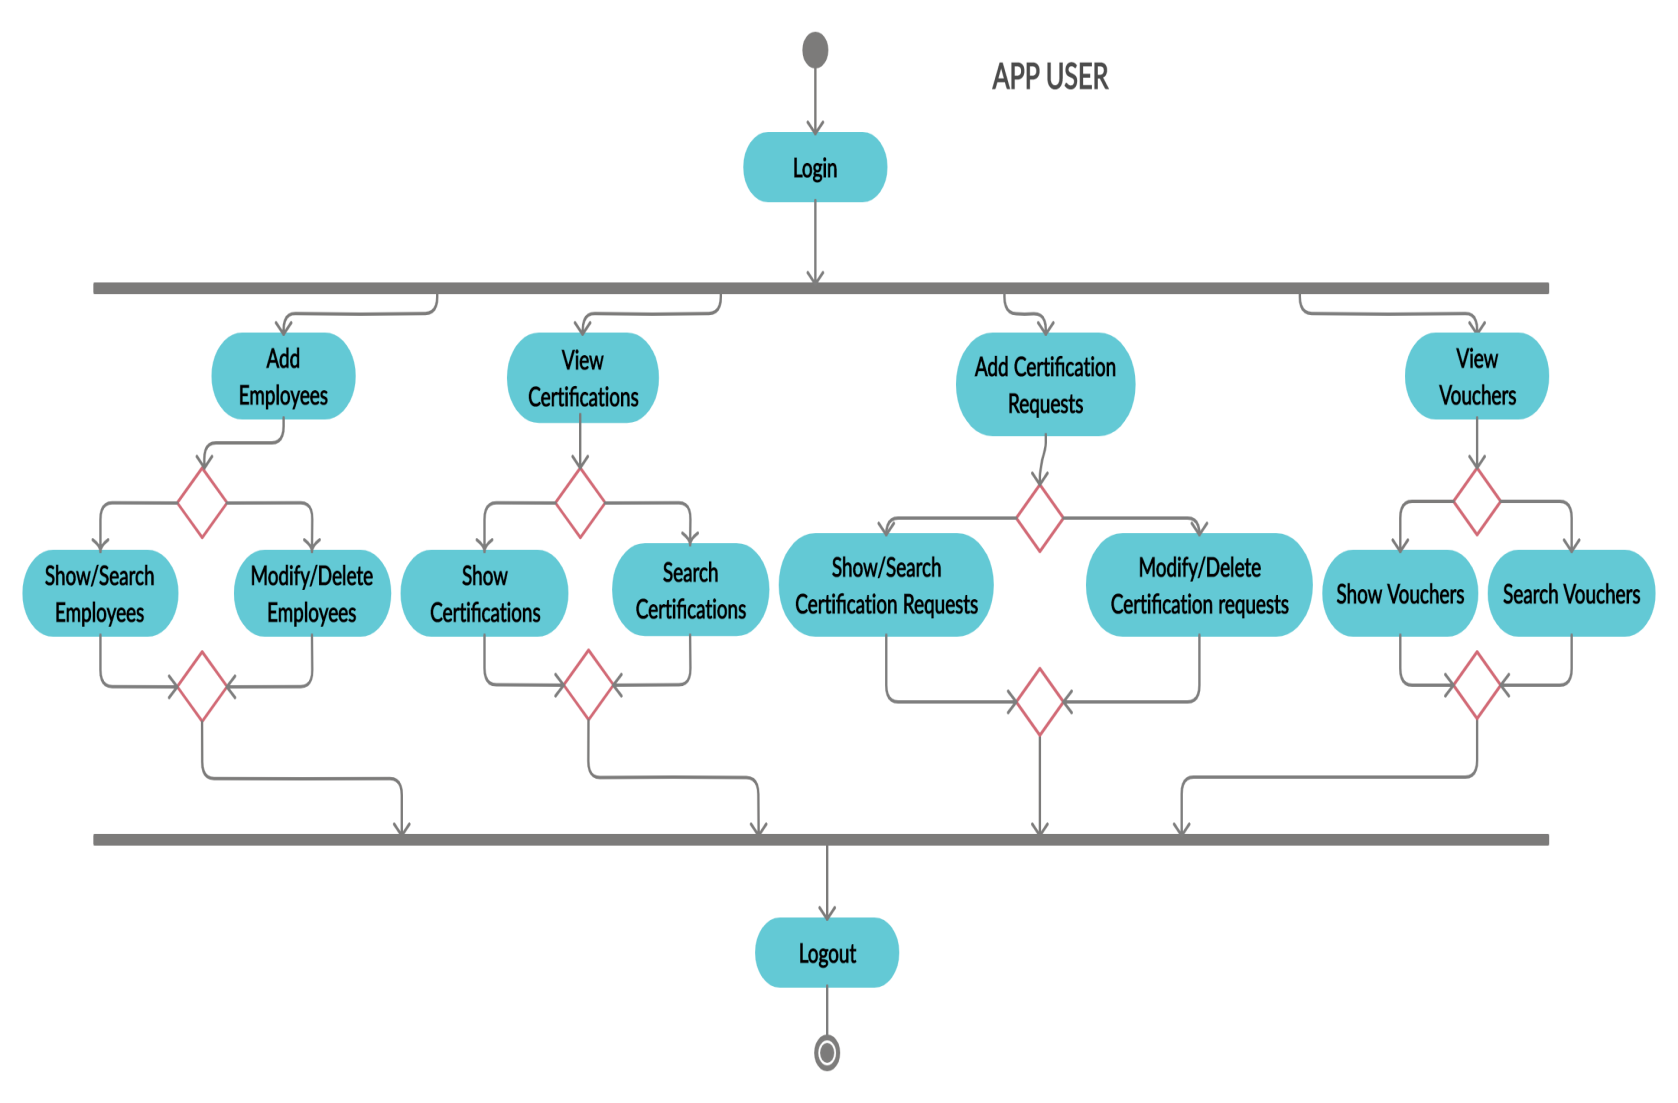 APP USER
Login
Add
Employees
View
Certifications
Add Certification
Requests
View
Vouchers
Show/Search
Employees
Modify/Delete
Employees
Show
Certifications
Search
Certifications
Show/Search
Certification Requests
Modify/Delete
Certification requests
Show Vouchers
Search Vouchers
Logout